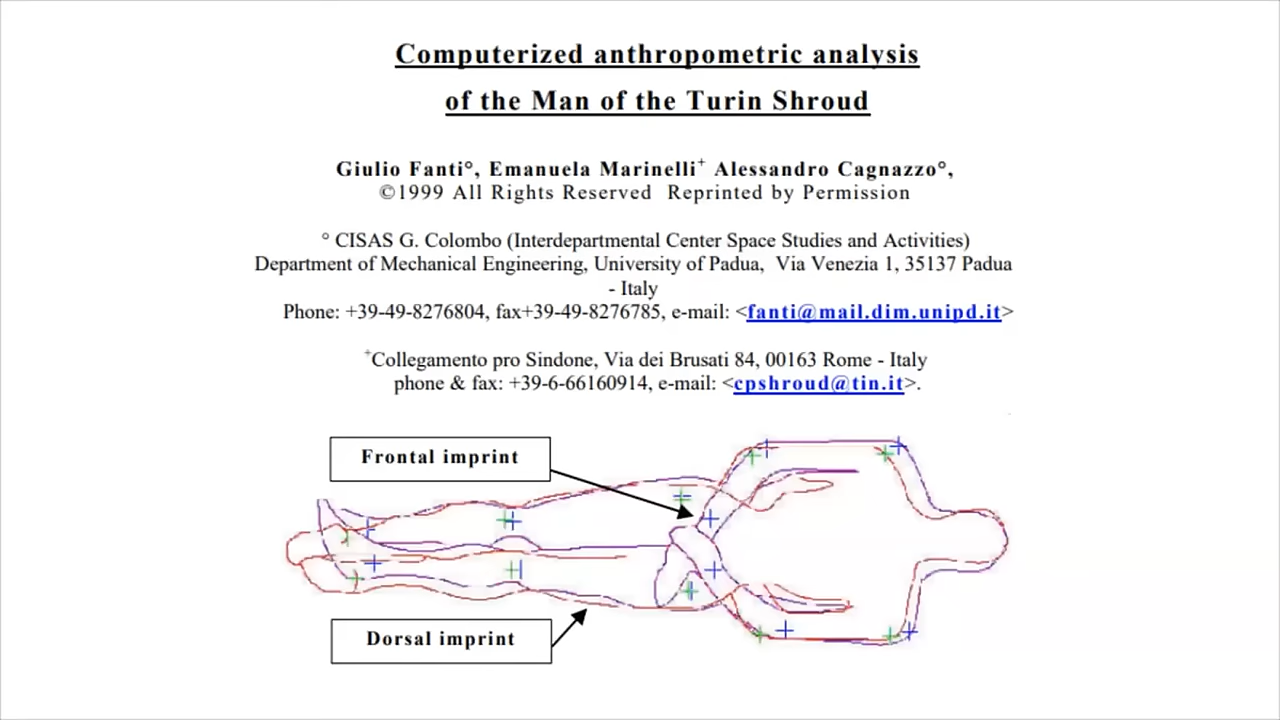 Computerized anthropometric analysis
of the Man of the Turin Shroud
Giulio Fanti°, Emanuela Marinelli⁺ Alessandro Cagnazzo°,
©1999 All Rights Reserved Reprinted by Permission
° CISAS G. Colombo (Interdepartmental Center Space Studies and Activities)
Department of Mechanical Engineering, University of Padua, Via Venezia 1, 35137 Padua
- Italy
Phone: +39-49-8276804, fax+39-49-8276785, e-mail: <fanti@mail.dim.unipd.it>
⁺Collegamento pro Sindone, Via dei Brusati 84, 00163 Rome - Italy
phone & fax: +39-6-66160914, e-mail: <cpshroud@tin.it>.
Frontal imprint
Dorsal imprint